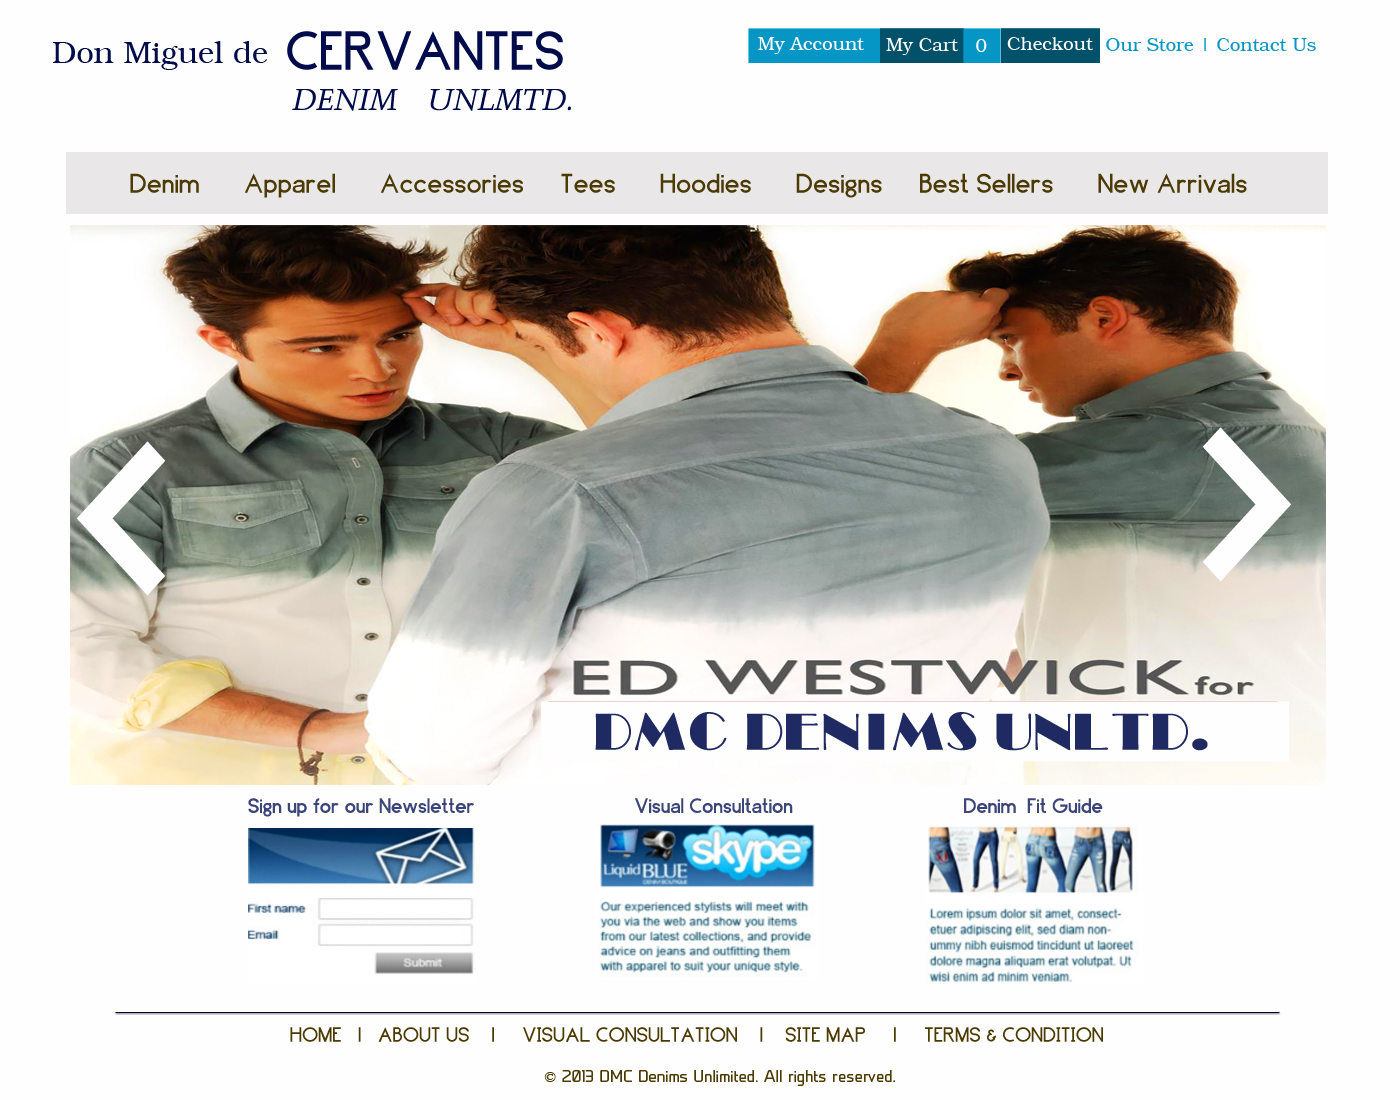 Don Miguel de CERVANTES
DENIM UNLMTD.
My Account My Cart 0 Checkout Our Store | Contact Us
Denim Apparel Accessories Tees Hoodies Designs Best Sellers New Arrivals
ED WESTWICK for
DMC DENIMS UNLTD.
Sign up for our Newsletter
First name
Email
Submit
Visual Consultation
skype
Liquid BLUE
Our experienced stylists will meet with
you via the web and show you items
from our latest collections, and provide
advice on jeans and outfitting them
with apparel to suit your unique style.
Denim Fit Guide
Lorem ipsum dolor sit amet, consect-
etuer adipiscing elit, sed diam non-
ummy nibh euismod tincidunt ut laoreet
dolore magna aliquam erat volutpat. Ut
wisi enim ad minim veniam.
HOME | ABOUT US | VISUAL CONSULTATION | SITE MAP | TERMS & CONDITION
© 2013 DMC Denims Unlimited. All rights reserved.